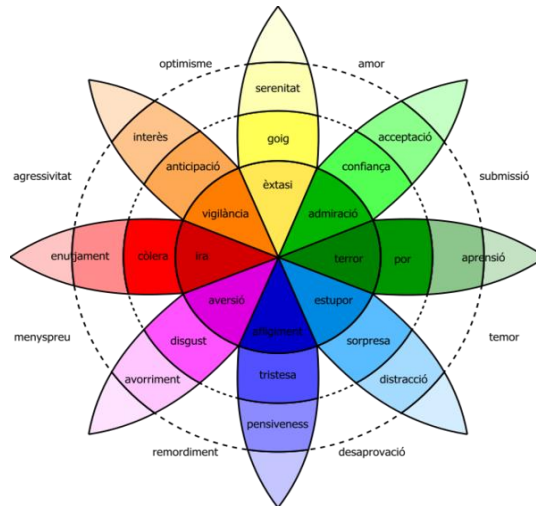 optimisme
amor
serenitat
interès
goig
acceptació
anticipació
confiança
agressivitat
èxtasi
submissió
vigilància
admiració
enutjament
còlera
ira
terror
por
aprensió
aversió
estupor
menyspreu
disgust
afligiment
sorpresa
temor
avorriment
tristesa
distracció
pensiveness
remordiment
desaprovació